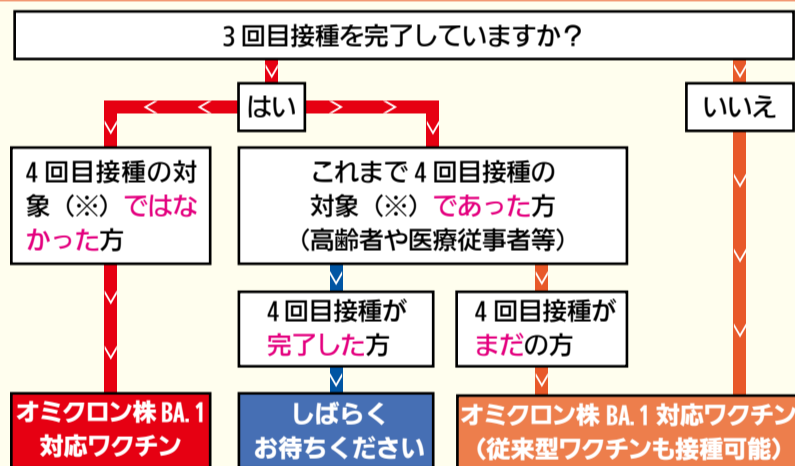 3回目接種を完了していますか?
はい
いいえ
4回目接種の対
象（※）ではな
かった方
これまで4回目接種の
対象（※）であった方
（高齢者や医療従事者等）
4回目接種が
完了した方
4回目接種が
まだの方
オミクロン株BA.1
対応ワクチン
しばらく
お待ちください
オミクロン株BA.1対応ワクチン
（従来型ワクチンも接種可能）